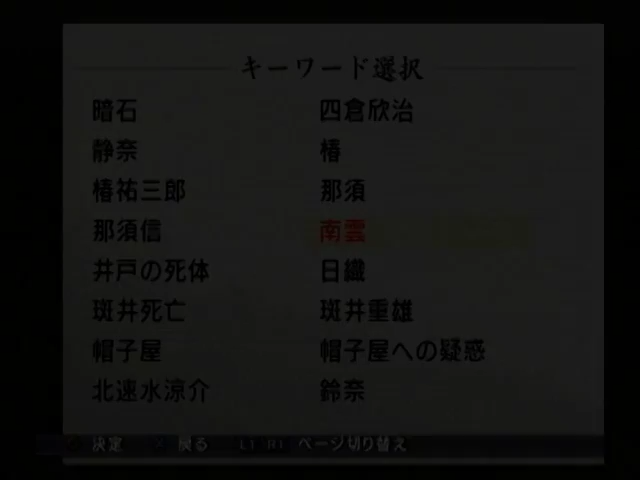 キーワード選択
暗石 四倉欣治
静奈 椿
椿祐三郎 那須
那須信 南雲
井戸の死体 日織
斑井死亡 斑井重雄
帽子屋 帽子屋への疑惑
北速水涼介 鈴奈
決定 戻る L1 R1 ページ切り替え